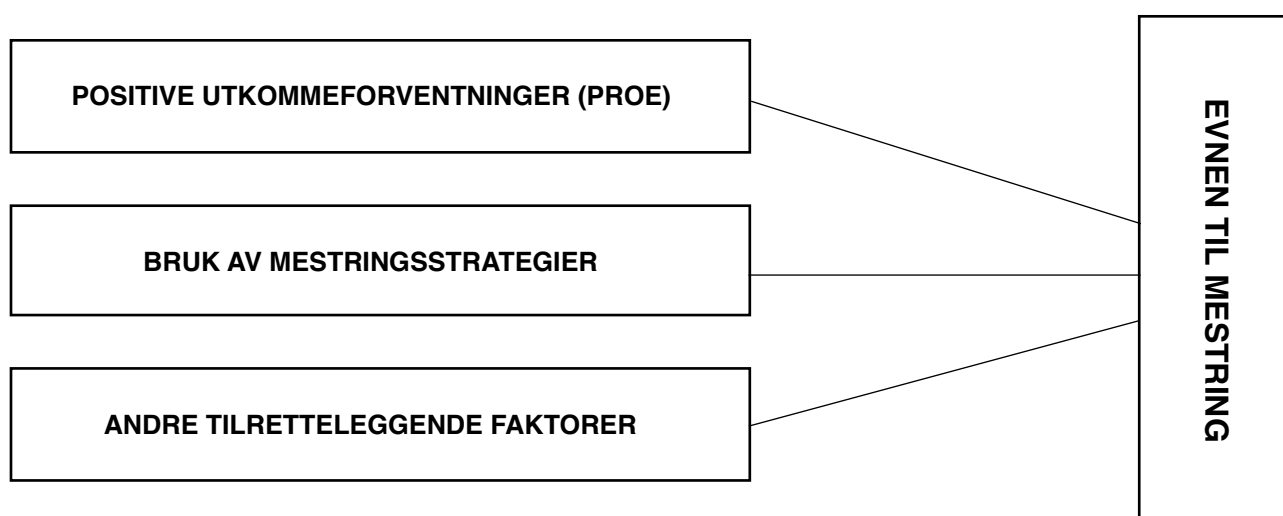 POSITIVE UTKOMMEFORVENTNINGER (PROE)
BRUK AV MESTRINGSSTRATEGIER
ANDRE TILRETTELEGGENDE FAKTORER
EVNEN TIL MESTRING